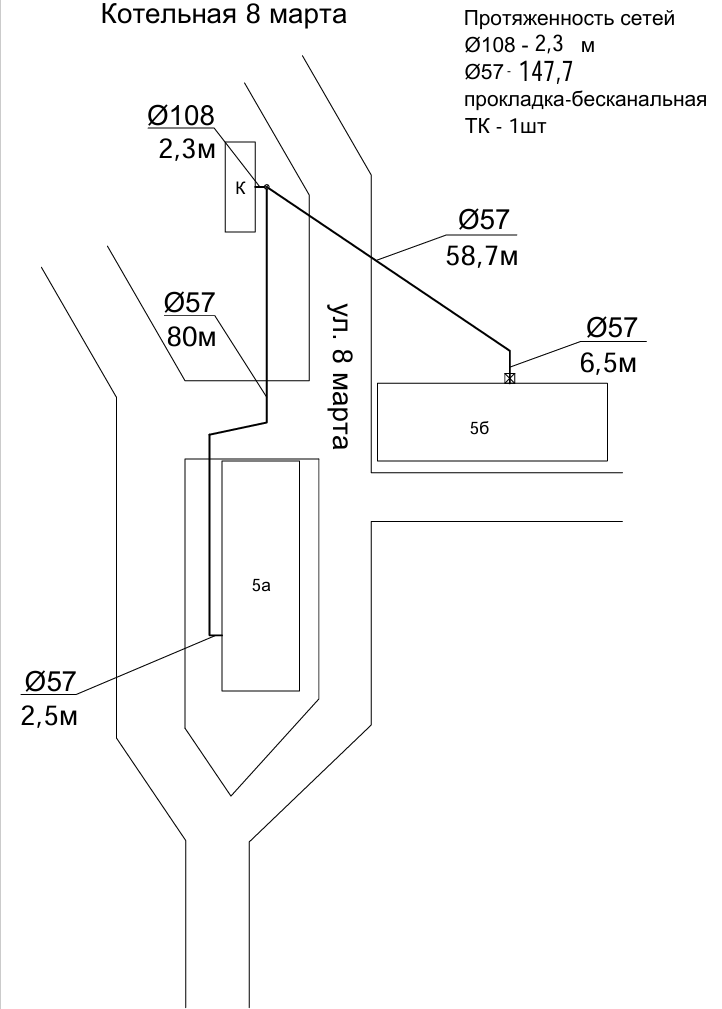 Котельная 8 марта
Протяженность сетей
Ø108 - 2,3 м
Ø57- 147,7
прокладка-бесканальная
ТК - 1шт
Ø108
2,3м
К
Ø57
58,7м
Ø57
80м
ул. 8 марта
Ø57
6,5м
5б
5а
Ø57
2,5м